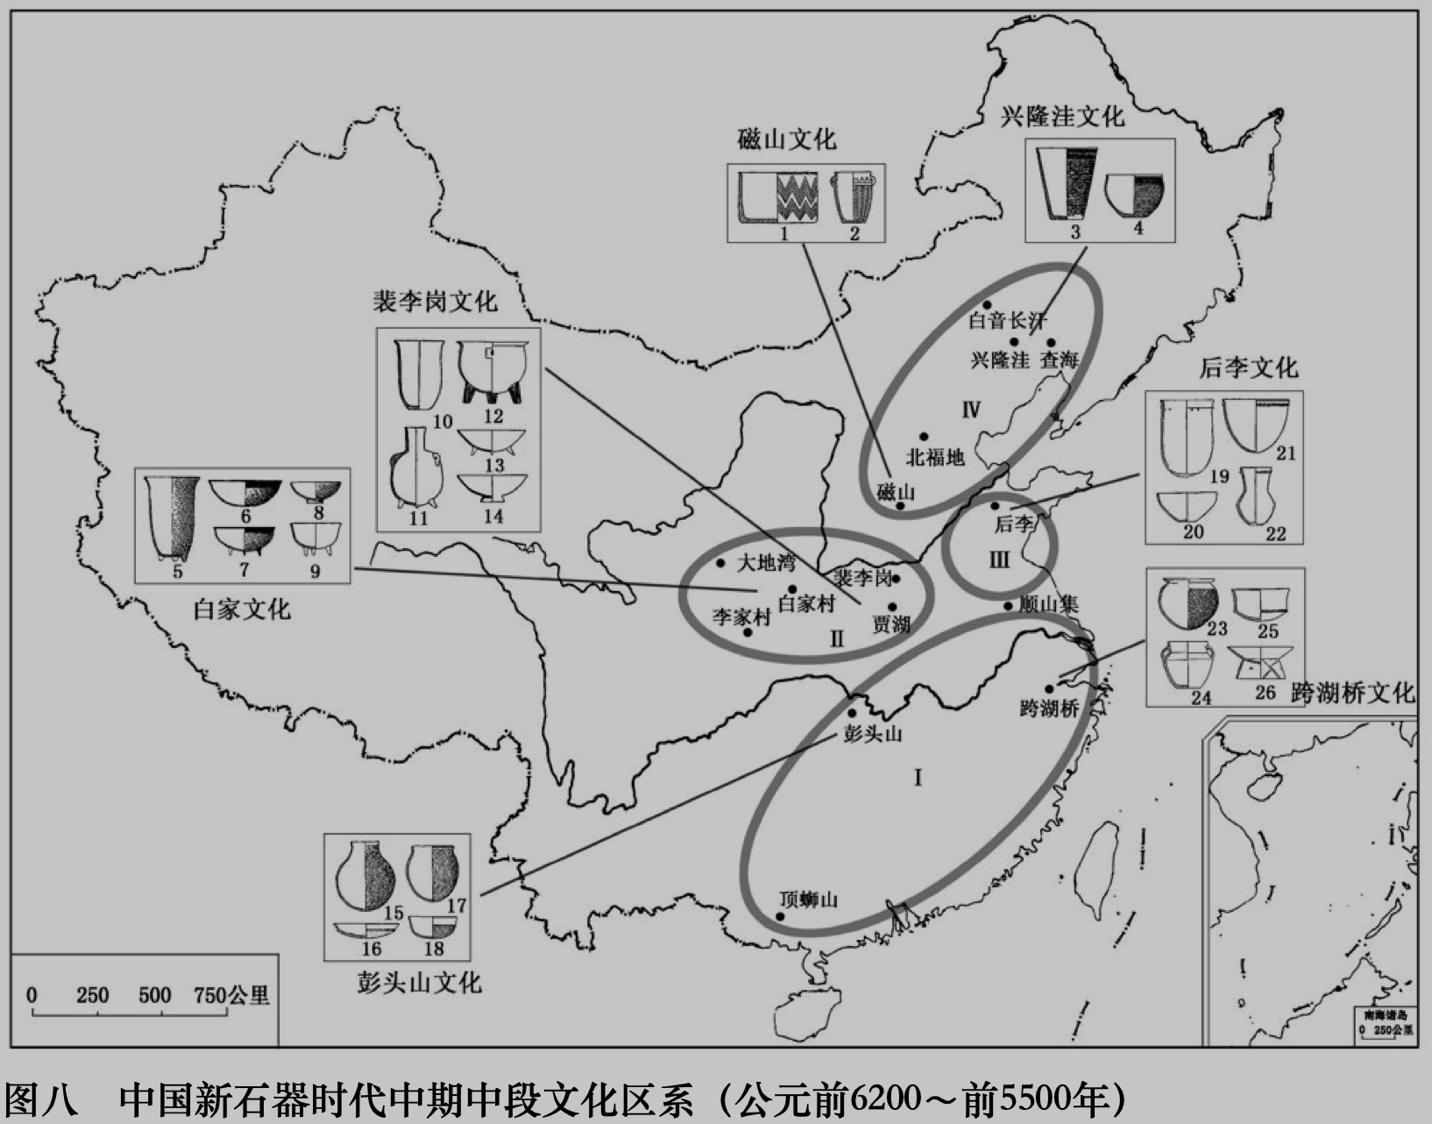 兴隆洼文化
磁山文化
1
2
3
4
裴李岗文化
10
12
11
13
14
白音长汗
兴隆洼
查海
Ⅳ
北福地
磁山
后李文化
19
21
20
22
5
6
8
7
9
白家文化
大地湾
裴李岗
白家村
李家村
贾湖
Ⅱ
后李
Ⅲ
顺山集
23
25
24
26
跨湖桥文化
跨湖桥
彭头山
Ⅰ
顶蛳山
15
17
16
18
彭头山文化
0 250 500 750公里
南海诸岛
0 250公里
图八 中国新石器时代中期中段文化区系（公元前6200～前5500年）